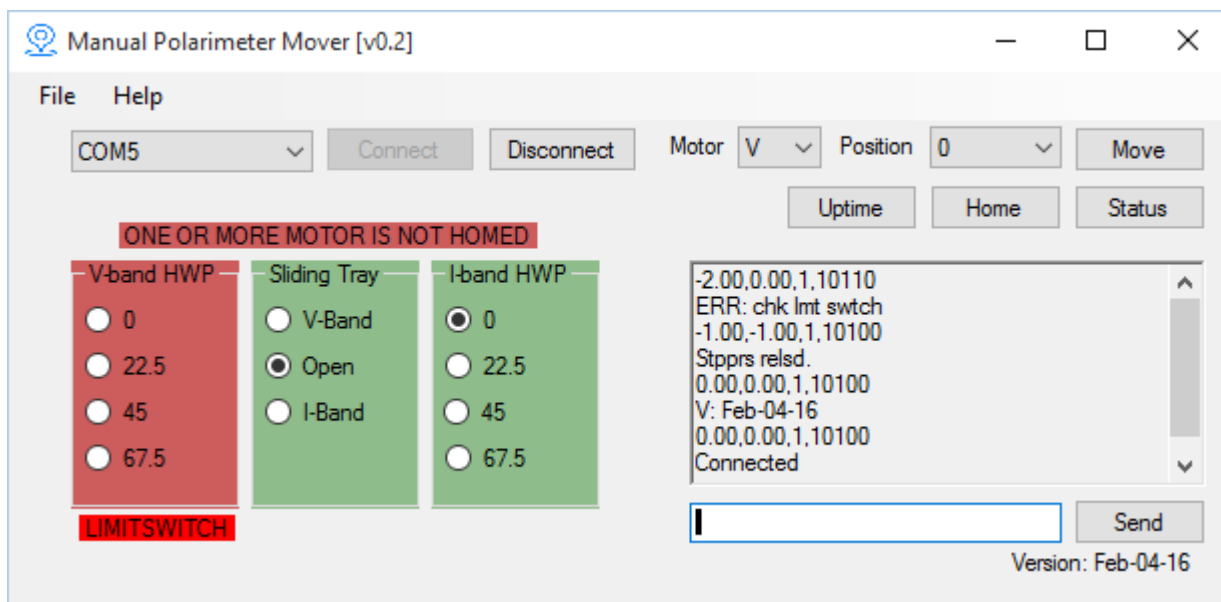 Manual Polarimeter Mover [v0.2]
File Help
COM5 Connect Disconnect Motor V Position 0 Move
Uptime Home Status
ONE OR MORE MOTOR IS NOT HOMED
V-band HWP Sliding Tray I-band HWP
0 V-Band 0
22.5 Open 22.5
45 I-Band 45
67.5 67.5
LIMITSWITCH
-2.00,0.00,1,10110
ERR: chk lmt swtch
-1.00,-1.00,1,10100
Stpprs relsd.
0.00,0.00,1,10100
V: Feb-04-16
0.00,0.00,1,10100
Connected
Send
Version: Feb-04-16